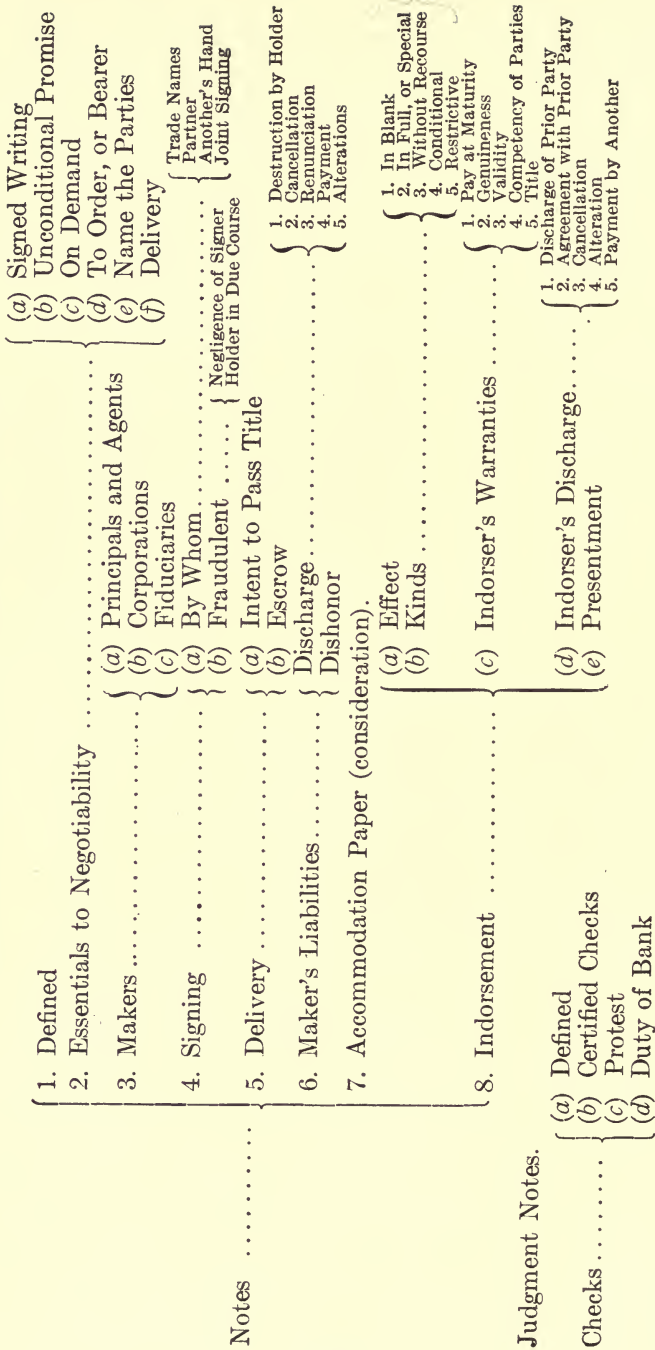 Notes ..........
1. Defined
2. Essentials to Negotiability ..........
(a) Signed Writing
(b) Unconditional Promise
(c) On Demand
(d) To Order, or Bearer
(e) Name the Parties
(f) Delivery
3. Makers ..........
(a) Principals and Agents
(b) Corporations
(c) Fiduciaries
4. Signing ..........
(a) By Whom ..........
Trade Names
Partner
Another's Hand
Joint Signing
(b) Fraudulent .....
Negligence of Signer
Holder in Due Course
5. Delivery ..........
(a) Intent to Pass Title
(b) Escrow
6. Maker's Liabilities ..........
Discharge ..........
1. Destruction by Holder
2. Cancellation
3. Renunciation
4. Payment
5. Alterations
Dishonor
7. Accommodation Paper (consideration).
8. Indorsement ..........
(a) Effect
(b) Kinds ..........
1. In Blank
2. In Full, or Special
3. Without Recourse
4. Conditional
5. Restrictive
(c) Indorser's Warranties ........
1. Pay at Maturity
2. Genuineness
3. Validity
4. Competency of Parties
5. Title
(d) Indorser's Discharge ......
1. Discharge of Prior Party
2. Agreement with Prior Party
3. Cancellation
4. Alteration
5. Payment by Another
(e) Presentment
Judgment Notes.
Checks .........
(a) Defined
(b) Certified Checks
(c) Protest
(d) Duty of Bank